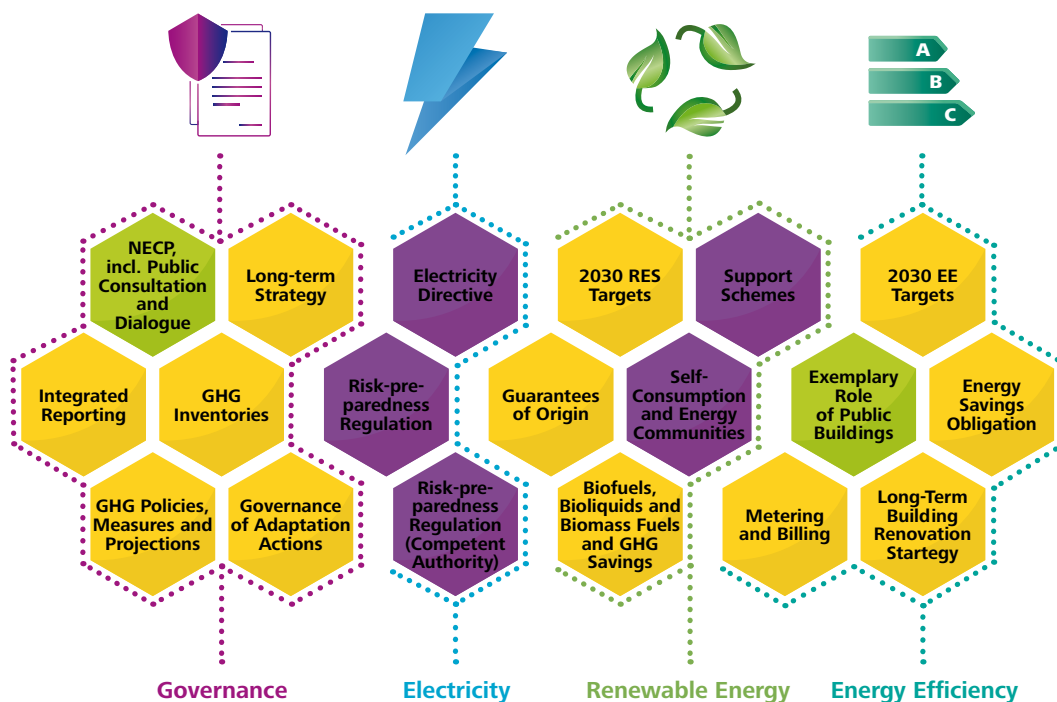 A
B
C
NECP,
incl. Public
Consultation
and
Dialogue
Long-term
Strategy
Integrated
Reporting
GHG
Inventories
GHG Policies,
Measures and
Projections
Governance
of Adaptation
Actions
Electricity
Directive
Risk-pre-
paredness
Regulation
Risk-pre-
paredness
Regulation
(Competent
Authority)
2030 RES
Targets
Support
Schemes
Guarantees
of Origin
Self-
Consumption
and Energy
Communities
Biofuels,
Bioliquids and
Biomass Fuels
and GHG
Savings
2030 EE
Targets
Exemplary
Role
of Public
Buildings
Energy
Savings
Obligation
Metering
and Billing
Long-Term
Building
Renovation
Startegy
Governance
Electricity
Renewable Energy
Energy Efficiency